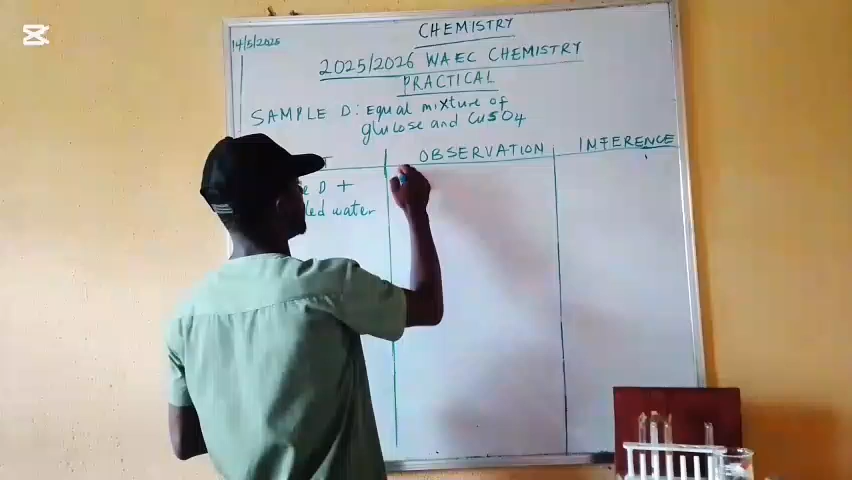 CHEMISTRY
14/5/2025
2025/2026 WAEC CHEMISTRY
PRACTICAL
SAMPLE D: Equal mixture of
glucose and CuSO4
OBSERVATION INFERENCE
D +
water